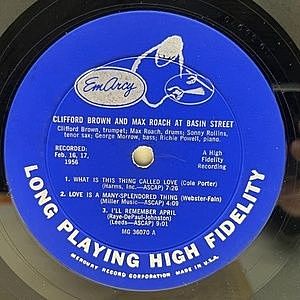 EmArcy
CLIFFORD BROWN AND MAX ROACH AT BASIN STREET
Clifford Brown, trumpet; Max Roach, drums; Sonny Rollins,
tenor sax; George Morrow, bass; Richie Powell, piano.
RECORDED:
Feb. 16, 17,
1956
A High
Fidelity
Recording
1. WHAT IS THIS THING CALLED LOVE (Cole Porter)
(Harms, Inc.—ASCAP) 7:26
2. LOVE IS A MANY-SPLENDORED THING (Webster-Fain)
(Miller Music—ASCAP) 4:09
3. I'LL REMEMBER APRIL
(Raye-DePaul-Johnston)
(Leeds—ASCAP) 9:01
MG 36070 A
LONG PLAYING HIGH FIDELITY
MERCURY RECORD CORPORATION MADE IN U.S.A.